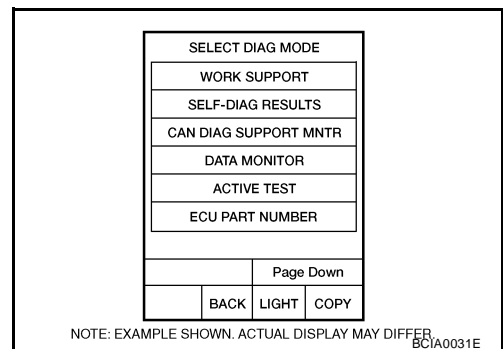 SELECT DIAG MODE
WORK SUPPORT
SELF-DIAG RESULTS
CAN DIAG SUPPORT MNTR
DATA MONITOR
ACTIVE TEST
ECU PART NUMBER
Page Down
BACK LIGHT COPY
NOTE: EXAMPLE SHOWN. ACTUAL DISPLAY MAY DIFFER.
BCIA0031E